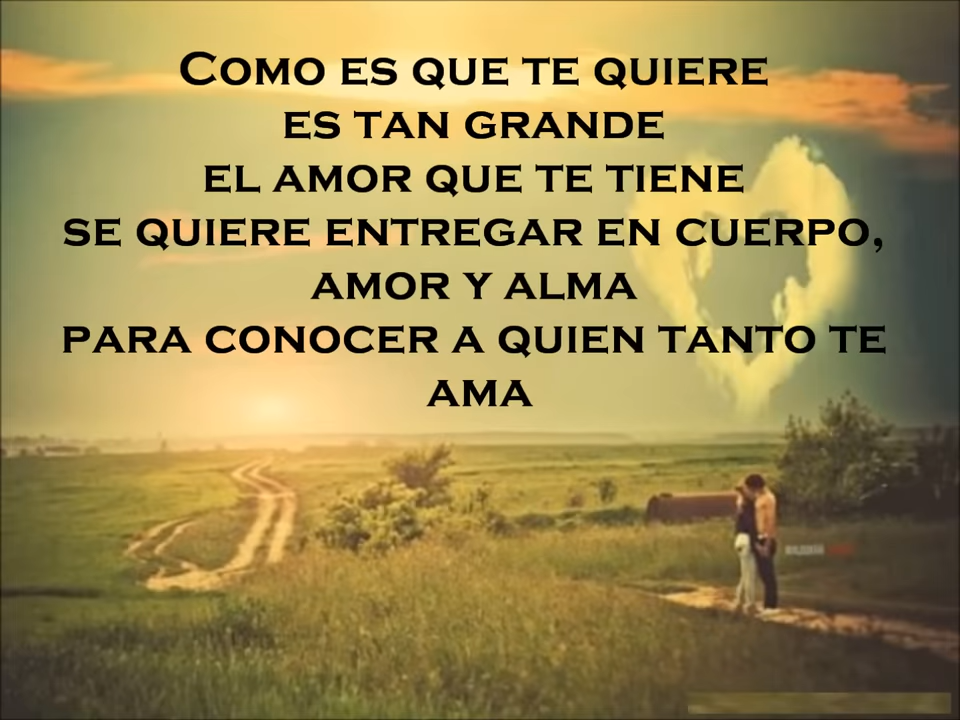 Como es que te quiere
es tan grande
el amor que te tiene
se quiere entregar en cuerpo,
amor y alma
para conocer a quien tanto te
ama